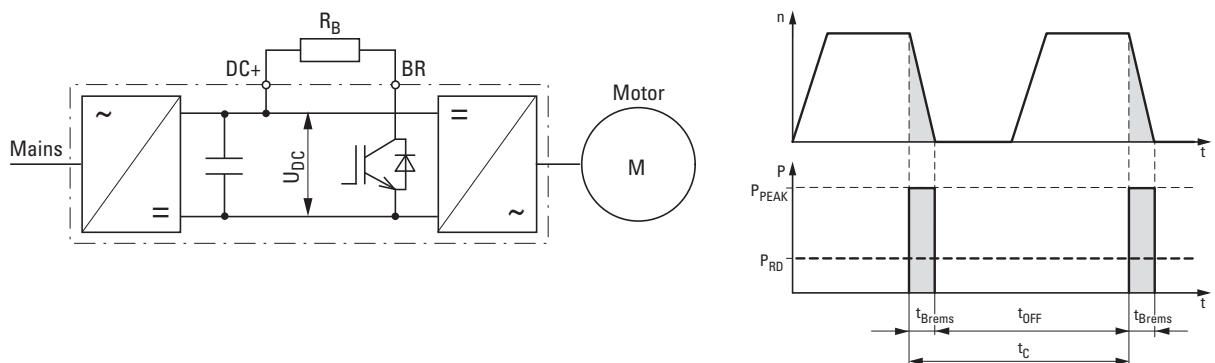 R_B
DC+
BR
~
=
Mains
U_DC
=
~
Motor
M
n
t
P
P_PEAK
P_RD
t
t_Brems
t_OFF
t_Brems
t_C